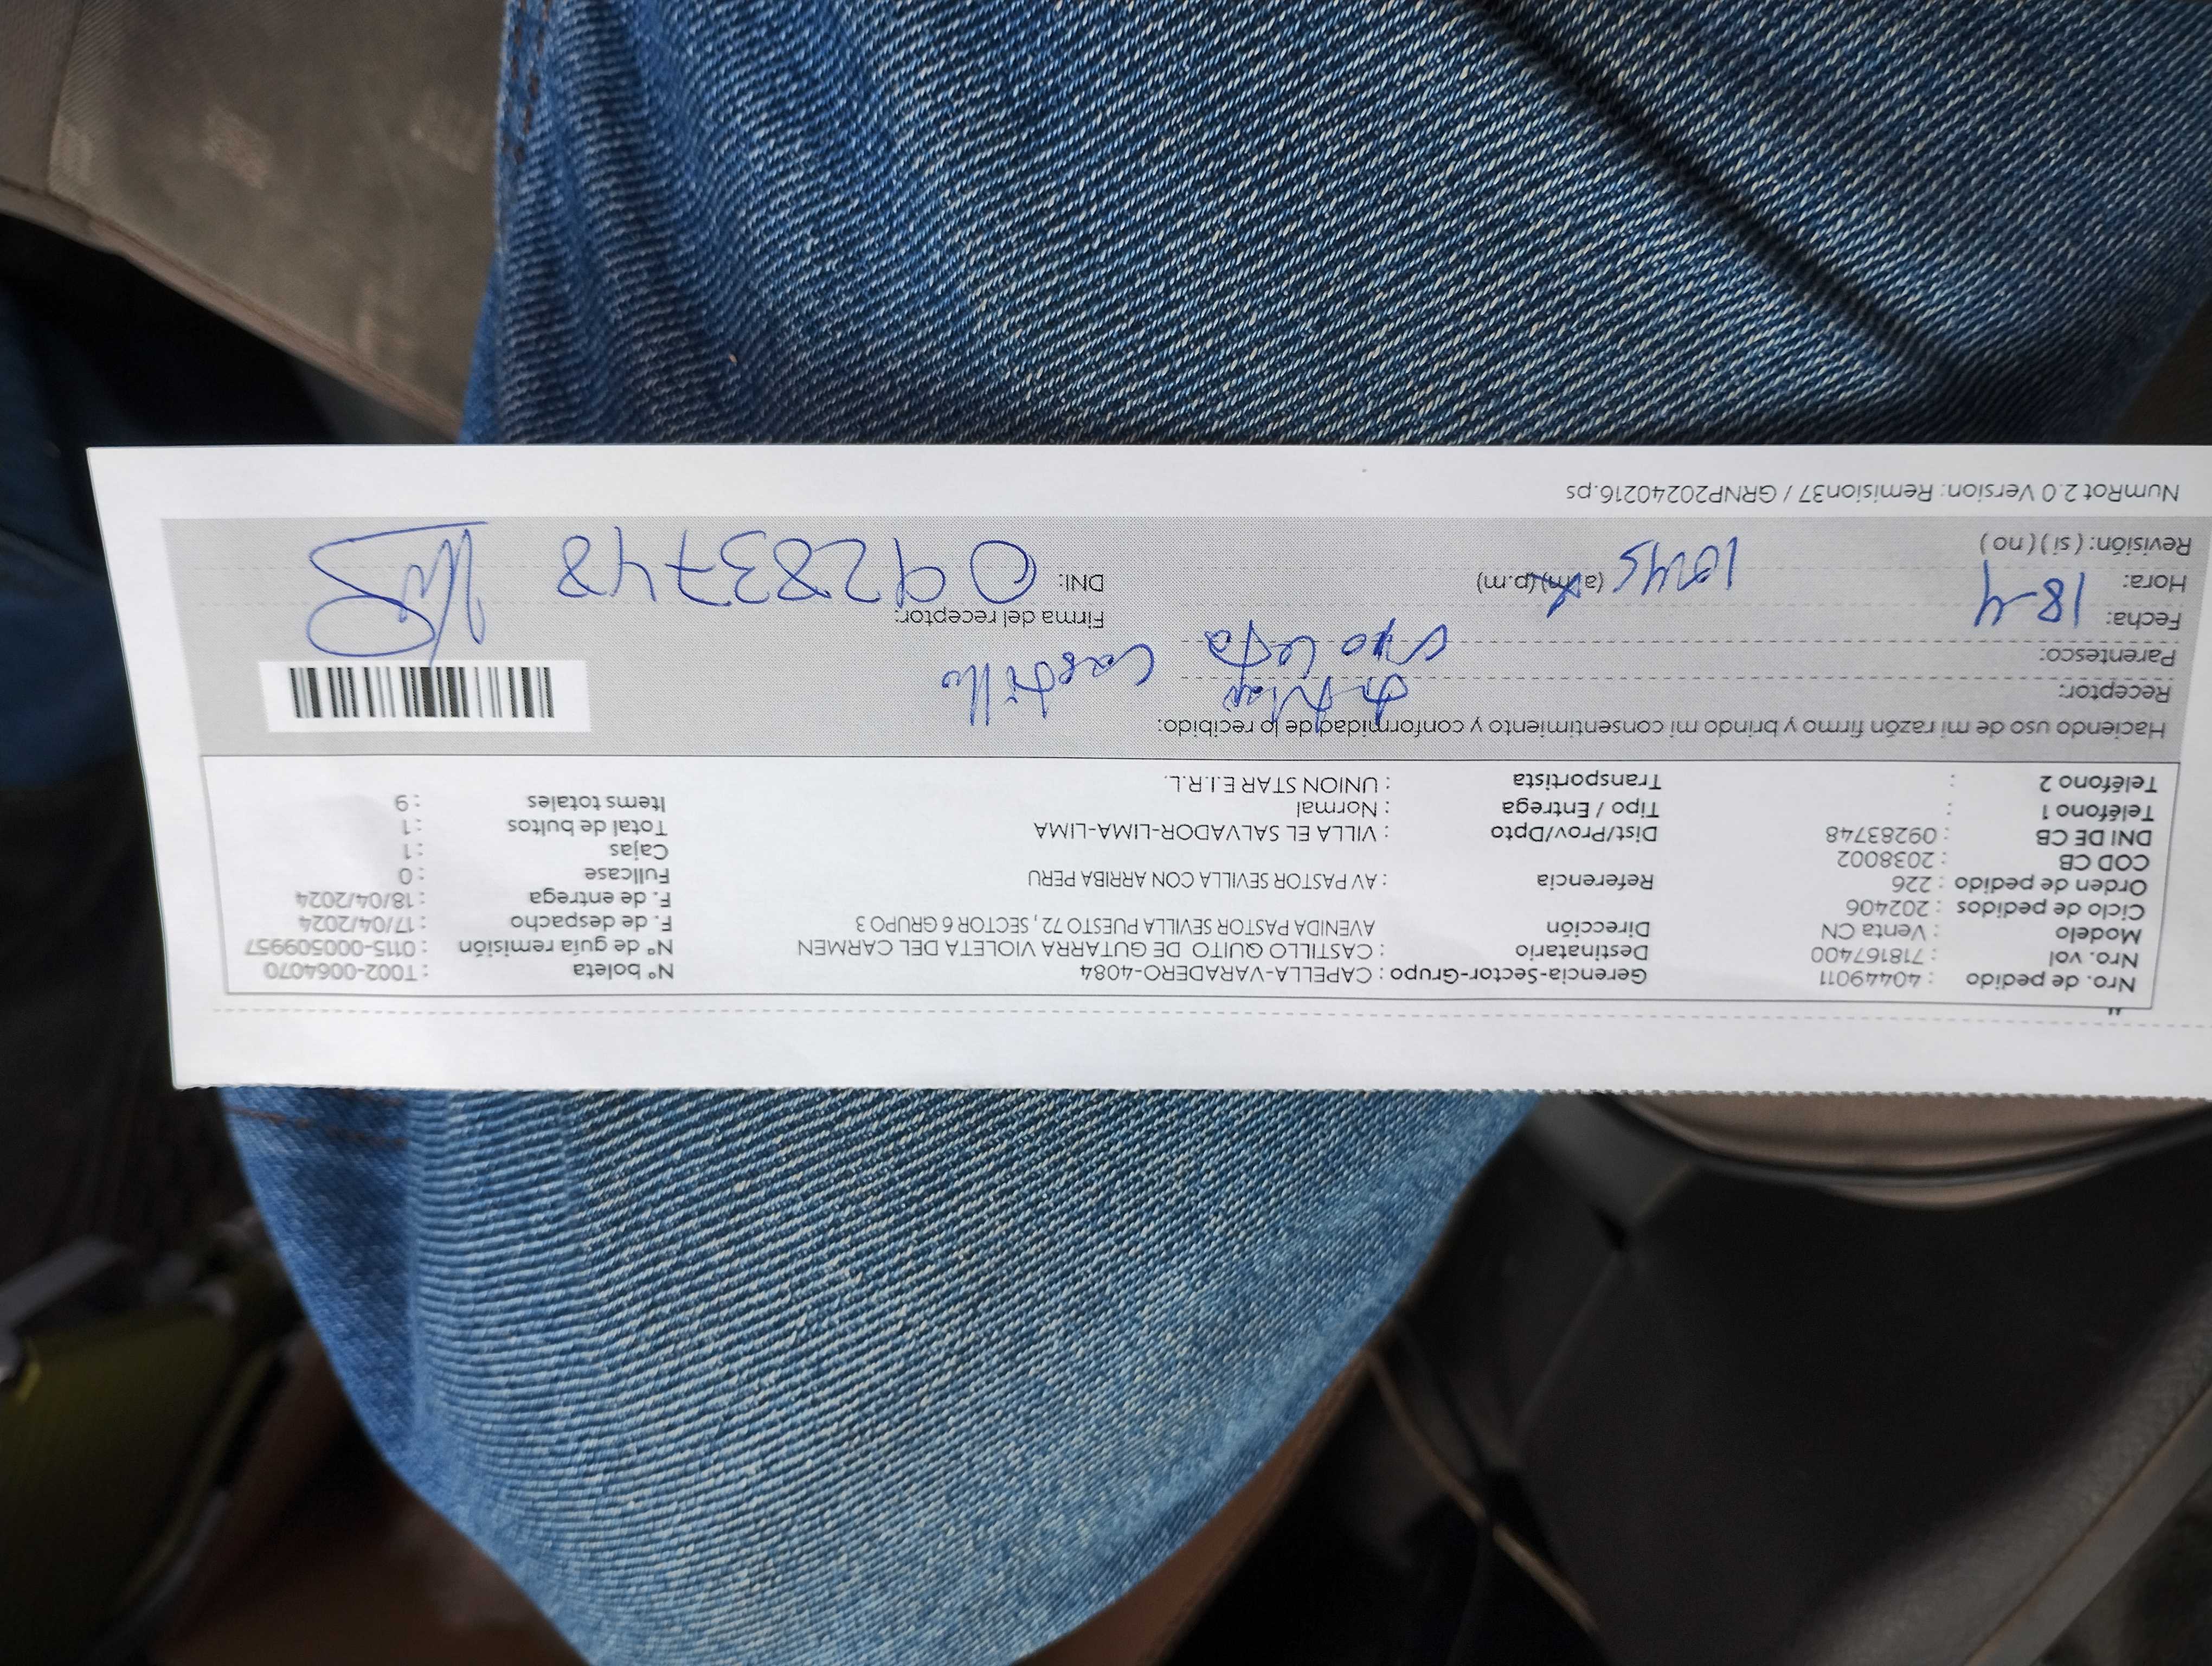 Nro. de pedido : 40449011 Gerencia-Sector-Grupo : CAPELLA-VARADERO-4084 N° boleta : T002-0064070
Nro. vol : 718167400 Destinatario : CASTILLO QUITO DE GUTARRA VIOLETA DEL CARMEN N° de guía remisión : 0115-000509957
Modelo : Venta CN Dirección AVENIDA PASTOR SEVILLA PUESTO 72 , SECTOR 6 GRUPO 3 F. de despacho : 17/04/2024
Ciclo de pedidos : 202406 F. de entrega : 18/04/2024
Orden de pedido : 226 Referencia : AV PASTOR SEVILLA CON ARRIBA PERU Fullcase : 0
COD CB : 2038002 Cajas : 1
DNI DE CB : 09283748 Dist/Prov/Dpto : VILLA EL SALVADOR-LIMA-LIMA Total de bultos : 1
Teléfono 1 : Tipo / Entrega : Normal Items totales : 9
Teléfono 2 : Transportista : UNION STAR E.I.R.L.
Haciendo uso de mi razón firmo y brindo mi consentimiento y conformidad de lo recibido:
Receptor: Castillo
Parentesco:
Fecha: 18-4 Firma del receptor:
Hora: 10:45 (a.m)(p.m) DNI: 09283748
Revisión: ( si ) ( no )
NumRot 2.0 Version: Remision37 / GRNP20240216.ps